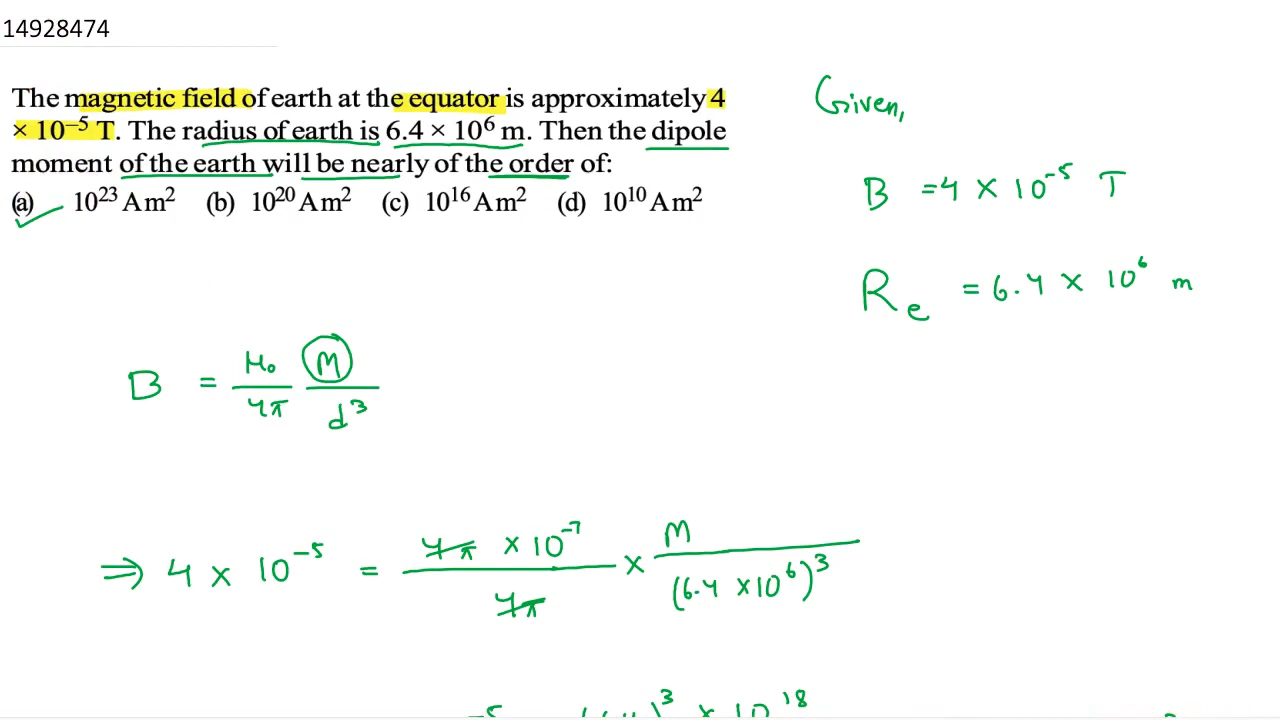 14928474
The magnetic field of earth at the equator is approximately 4
× 10⁻⁵ T. The radius of earth is 6.4 × 10⁶ m. Then the dipole
moment of the earth will be nearly of the order of:
(a) 10²³ A m² (b) 10²⁰ A m² (c) 10¹⁶ A m² (d) 10¹⁰ A m²
Given,
B = 4 × 10⁻⁵ T
Rₑ = 6.4 × 10⁶ m
B = μ₀/4π M/d³
⇒ 4 × 10⁻⁵ = 4π × 10⁻⁷/4π × M/(6.4 × 10⁶)³